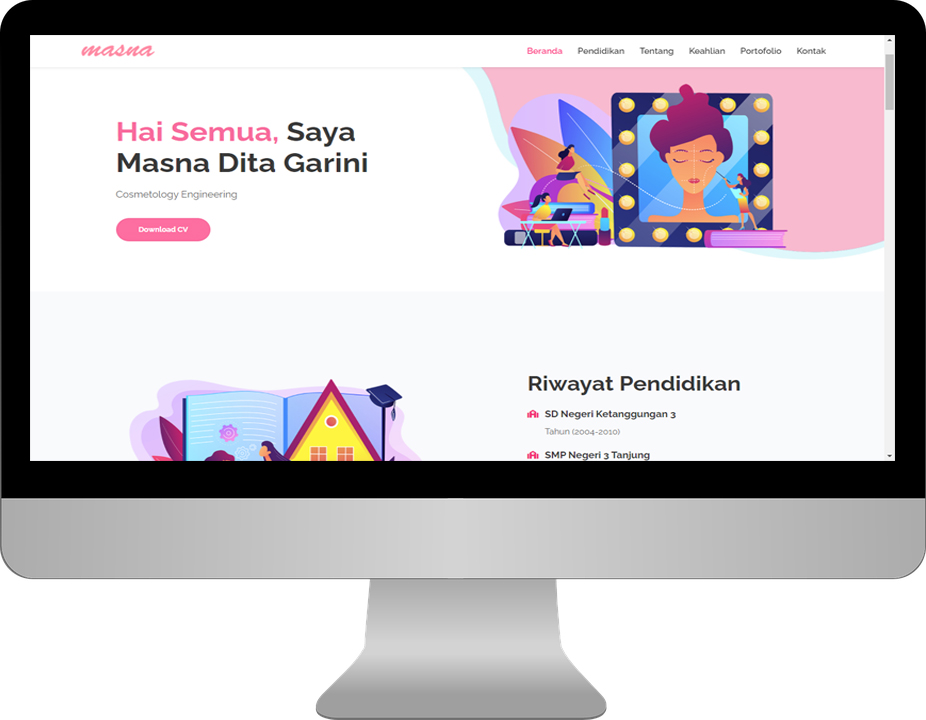 masna
Beranda Pendidikan Tentang Keahlian Portofolio Kontak
Hai Semua, Saya
Masna Dita Garini
Cosmetology Engineering
Download CV
Riwayat Pendidikan
SD Negeri Ketanggungan 3
Tahun (2004-2010)
SMP Negeri 3 Tanjung